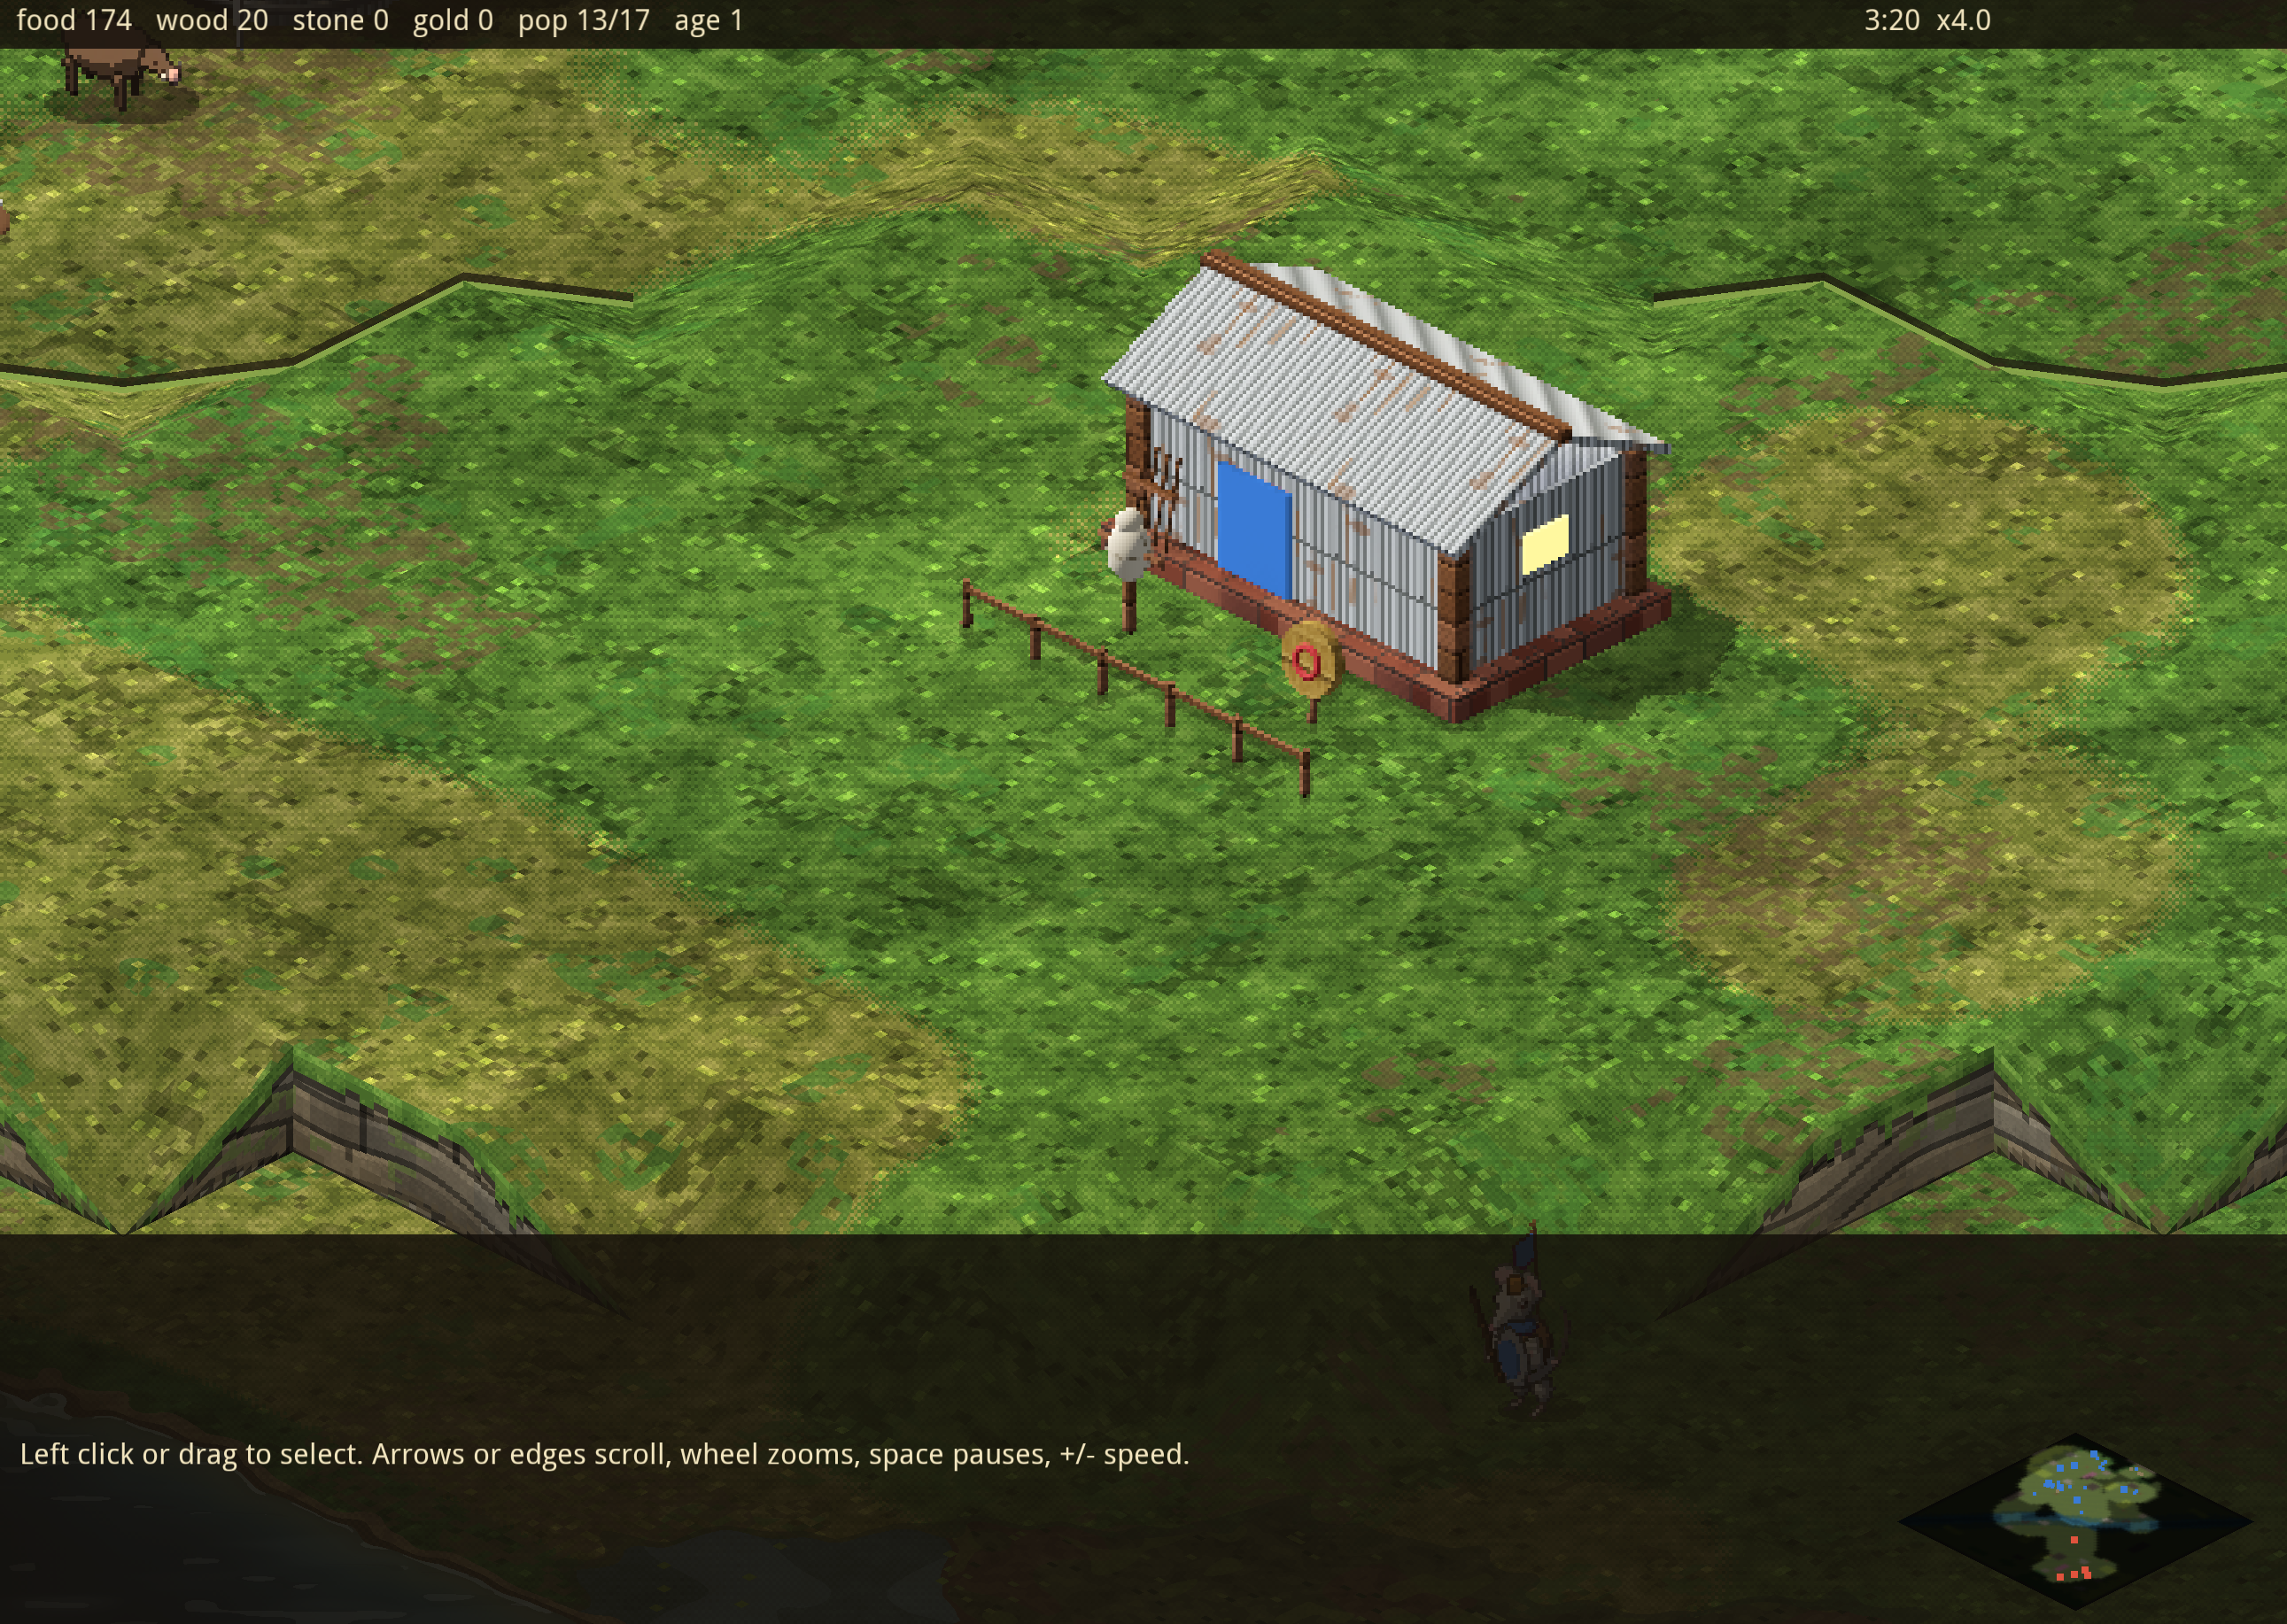 food 174 wood 20 stone 0 gold 0 pop 13/17 age 1 3:20 x4.0
Left click or drag to select. Arrows or edges scroll, wheel zooms, space pauses, +/- speed.